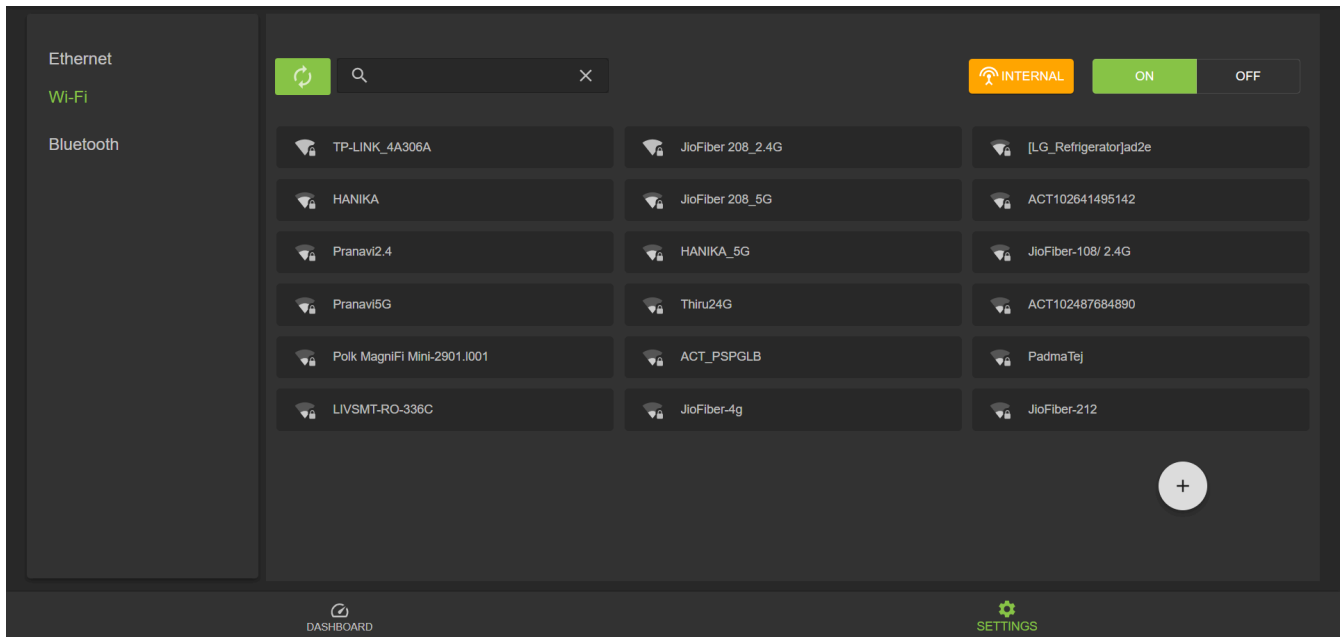 Ethernet
Wi-Fi
Bluetooth
INTERNAL
ON
OFF
TP-LINK_4A306A
JioFiber 208_2.4G
[LG_Refrigerator]ad2e
HANIKA
JioFIber 208_5G
ACT102641495142
Pranavi2.4
HANIKA_5G
JioFiber-108/ 2.4G
Pranavi5G
Thiru24G
ACT102487684890
Polk MagniFi Mini-2901.l001
ACT_PSPGLB
PadmaTej
LIVSMT-RO-336C
JioFIber-4g
JioFiber-212
DASHBOARD
SETTINGS